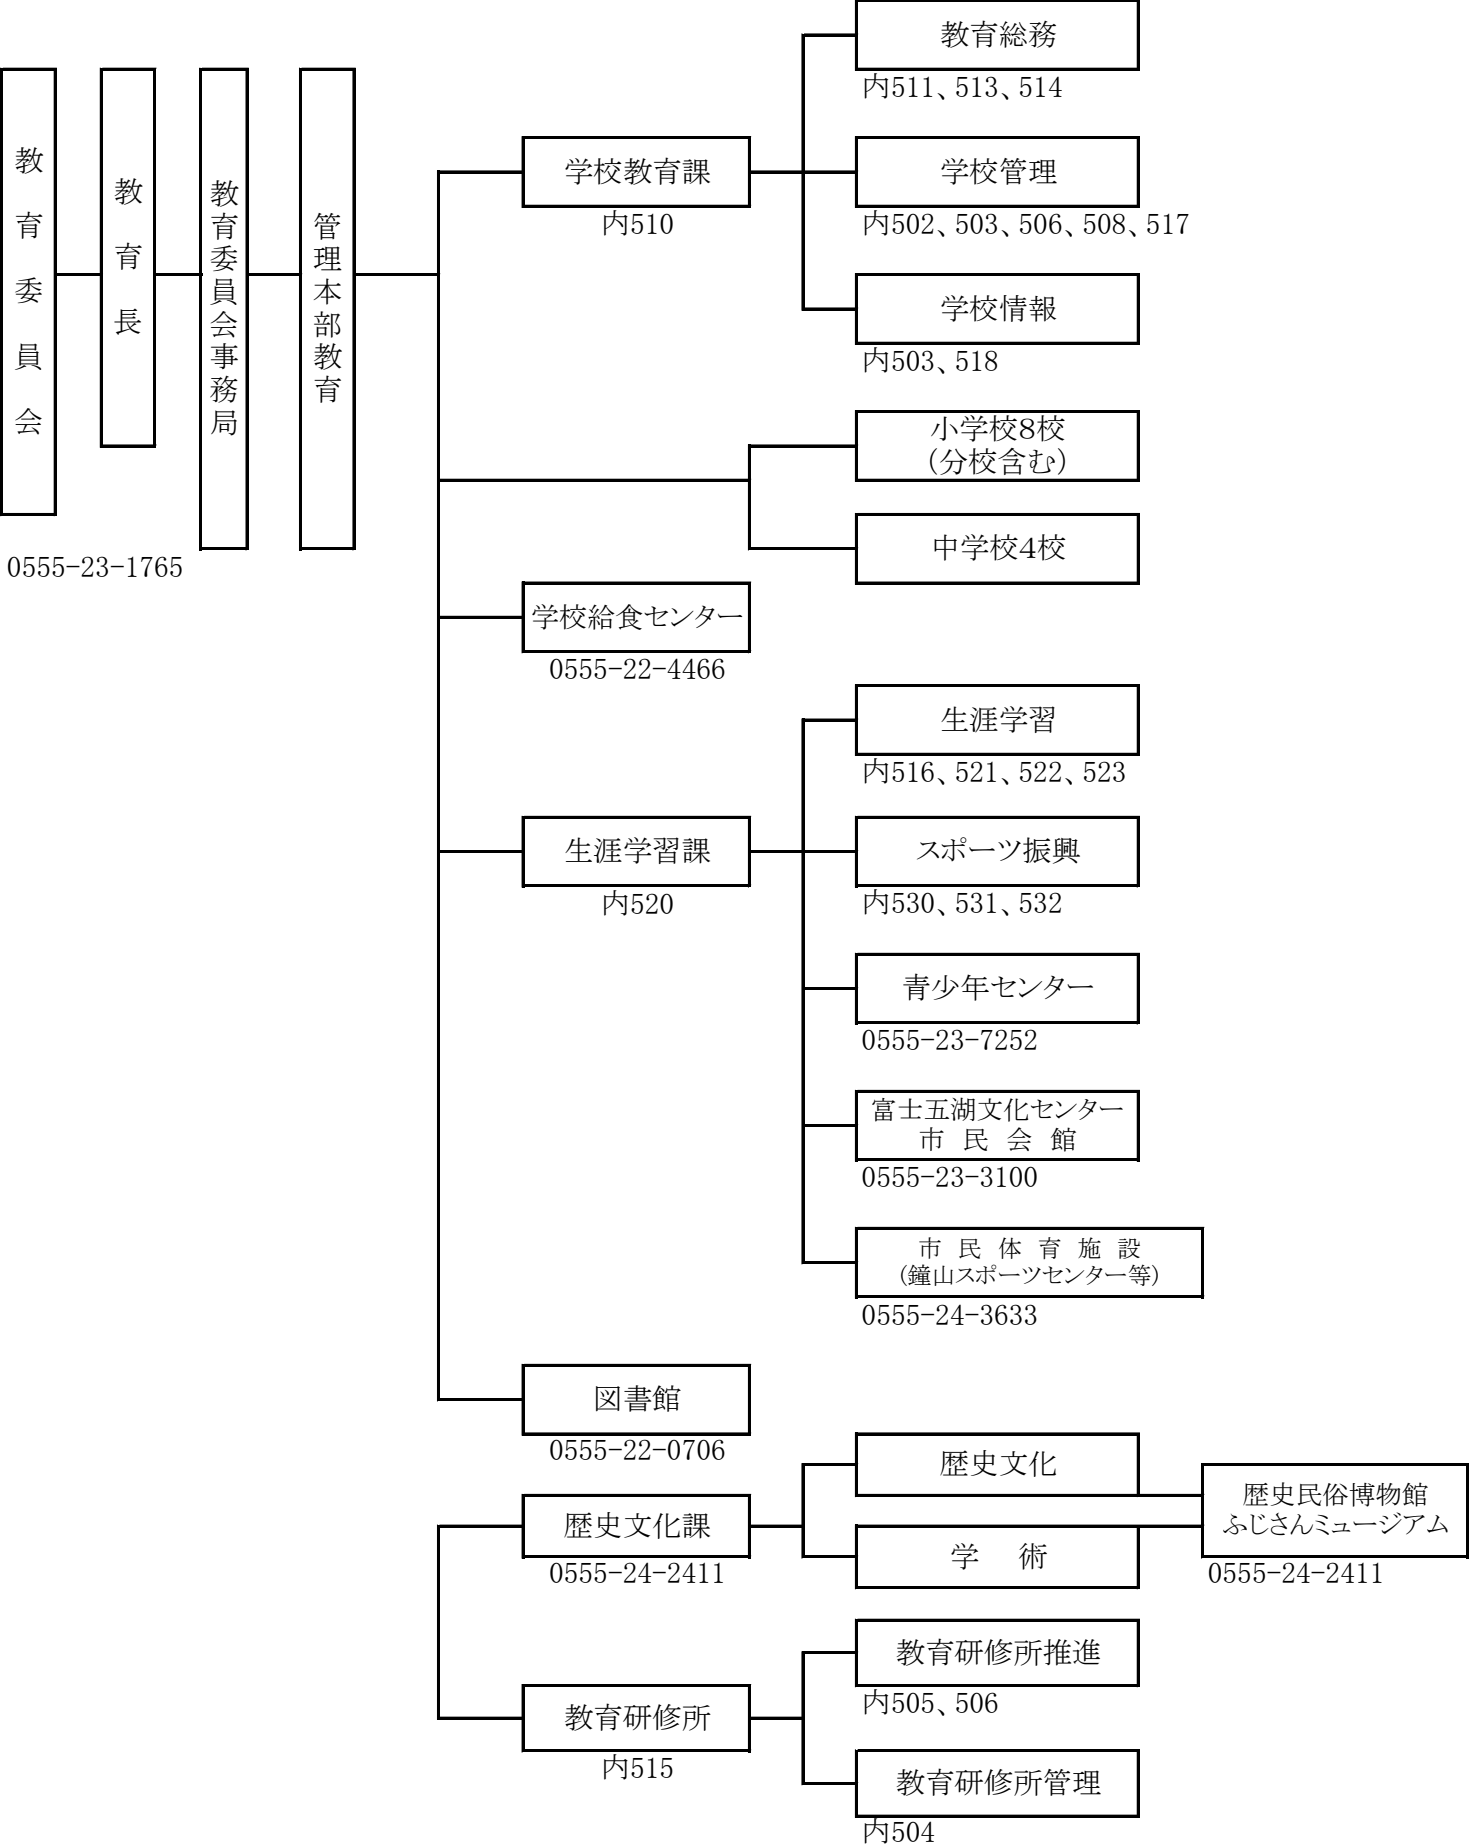 教育委員会
0555-23-1765
教育長
教育委員会事務局
管理本部教育
学校教育課
内510
教育総務
内511、513、514
学校管理
内502、503、506、508、517
学校情報
内503、518
小学校８校
（分校含む）
中学校４校
学校給食センター
0555-22-4466
生涯学習課
内520
生涯学習
内516、521、522、523
スポーツ振興
内530、531、532
青少年センター
0555-23-7252
富士五湖文化センター
市　民　会　館
0555-23-3100
市　民　体　育　施　設
（鐘山スポーツセンター等）
0555-24-3633
図書館
0555-22-0706
歴史文化課
0555-24-2411
歴史文化
学　術
歴史民俗博物館
ふじさんミュージアム
0555-24-2411
教育研修所
内515
教育研修所推進
内505、506
教育研修所管理
内504